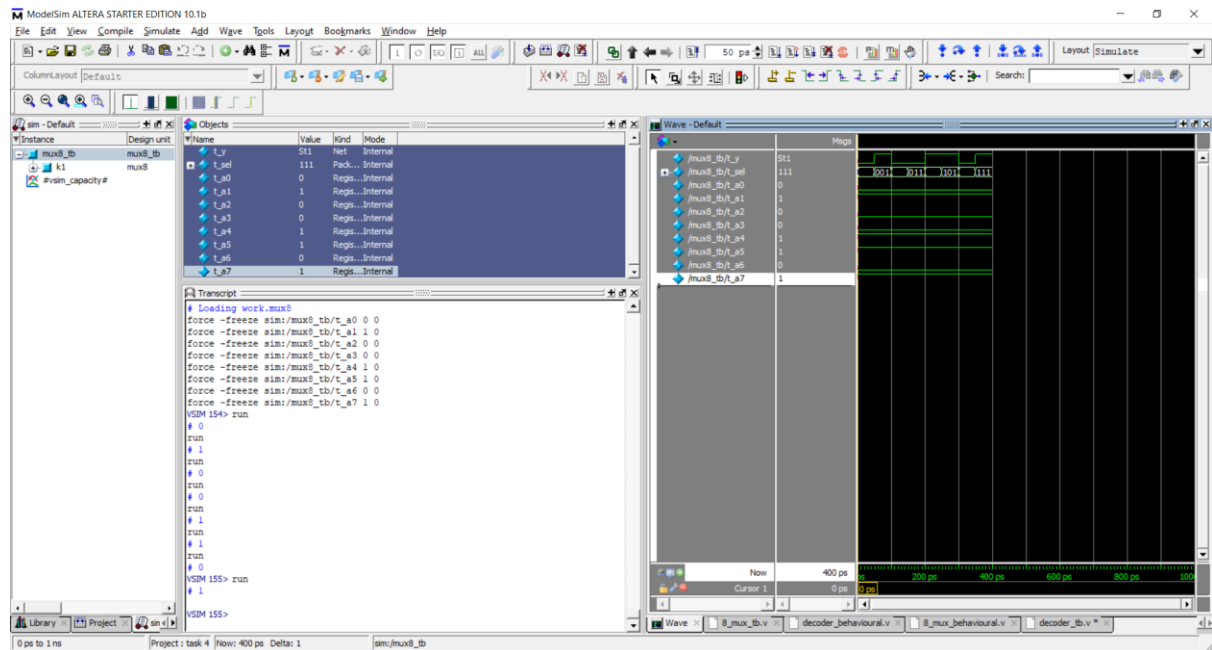 ModelSim ALTERA STARTER EDITION 10.1b
File Edit View Compile Simulate Add Wave Tools Layout Bookmarks Window Help
50 ps
Layout Simulate
ColumnLayout Default
Search:
sim - Default
Instance Design unit
mux8_tb mux8_tb
k1 mux8
#vsim_capacity#
Objects
Name Value Kind Mode
t_y St1 Net Internal
t_sel 111 Pack... Internal
t_a0 0 Regis... Internal
t_a1 1 Regis... Internal
t_a2 0 Regis... Internal
t_a3 0 Regis... Internal
t_a4 1 Regis... Internal
t_a5 1 Regis... Internal
t_a6 0 Regis... Internal
t_a7 1 Regis... Internal
Transcript
# Loading work.mux8
force -freeze sim:/mux8_tb/t_a0 0 0
force -freeze sim:/mux8_tb/t_a1 1 0
force -freeze sim:/mux8_tb/t_a2 0 0
force -freeze sim:/mux8_tb/t_a3 0 0
force -freeze sim:/mux8_tb/t_a4 1 0
force -freeze sim:/mux8_tb/t_a5 1 0
force -freeze sim:/mux8_tb/t_a6 0 0
force -freeze sim:/mux8_tb/t_a7 1 0
VSIM 154> run
# 0
run
# 1
run
# 0
run
# 0
run
# 1
run
# 1
run
# 0
VSIM 155> run
# 1
VSIM 155>
Wave - Default
Msgs
/mux8_tb/t_y St1
/mux8_tb/t_sel 111 001 011 101 111
/mux8_tb/t_a0 0
/mux8_tb/t_a1 1
/mux8_tb/t_a2 0
/mux8_tb/t_a3 0
/mux8_tb/t_a4 1
/mux8_tb/t_a5 1
/mux8_tb/t_a6 0
/mux8_tb/t_a7 1
Now 400 ps ps 200 ps 400 ps 600 ps 800 ps 100
Cursor 1 0 ps 0 ps
Library Project sim
Wave 8_mux_tb.v decoder_behavioural.v 8_mux_behavioural.v decoder_tb.v *
0 ps to 1 ns Project : task 4 Now: 400 ps Delta: 1 sim:/mux8_tb